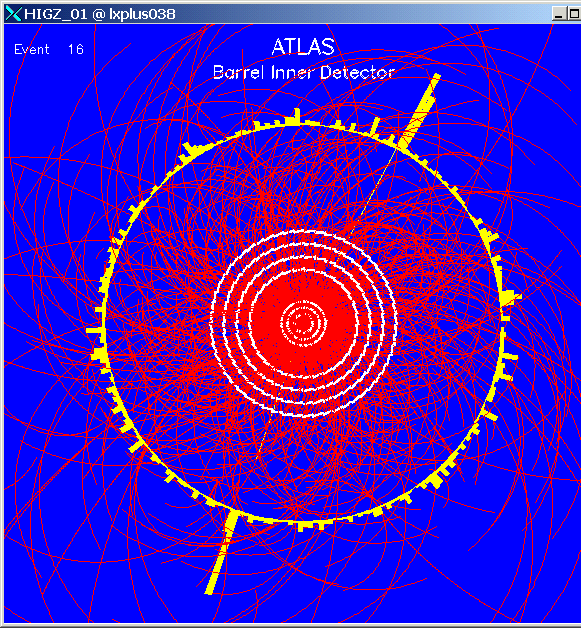 HIGZ_01 @ lxplus038
Event 16
ATLAS
Barrel Inner Detector